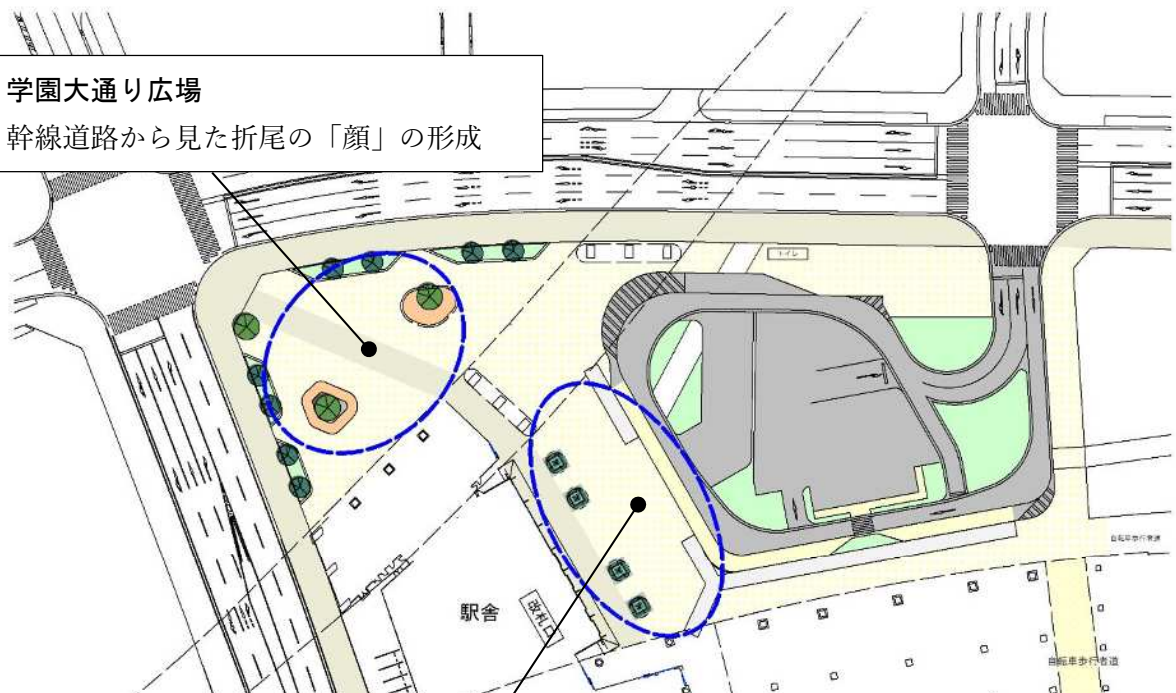 学園大通り広場
幹線道路から見た折尾の「顔」の形成
トイレ
駅舎
改札口
自転車歩行者道
自転車歩行者道